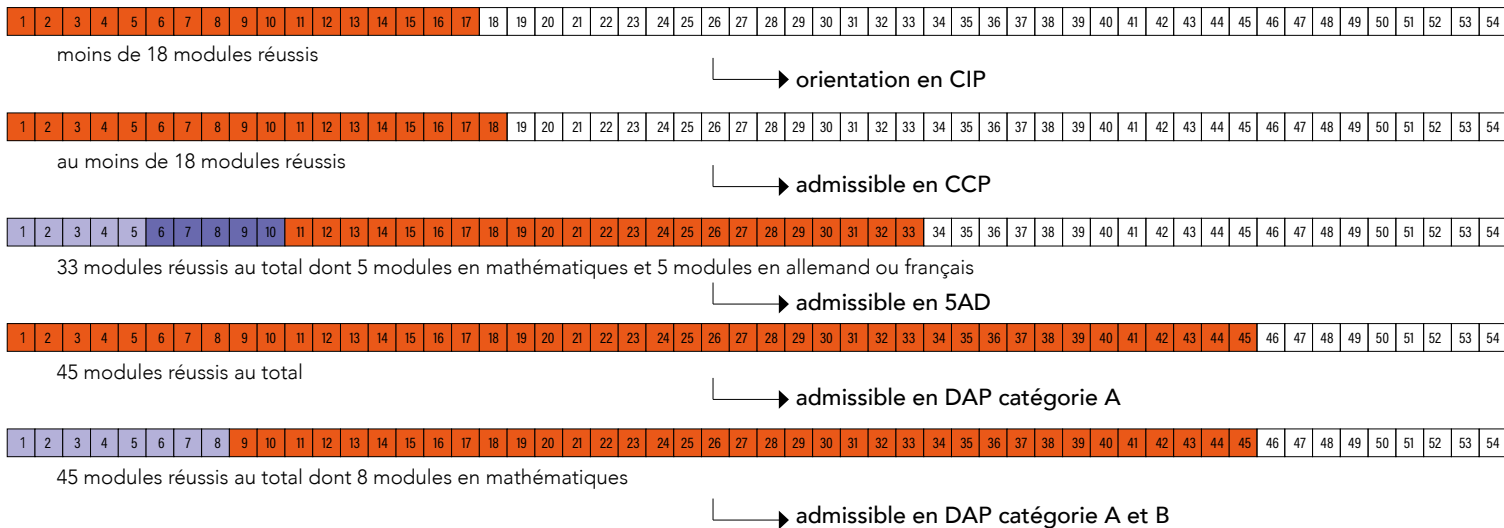 1 2 3 4 5 6 7 8 9 10 11 12 13 14 15 16 17 18 19 20 21 22 23 24 25 26 27 28 29 30 31 32 33 34 35 36 37 38 39 40 41 42 43 44 45 46 47 48 49 50 51 52 53 54
moins de 18 modules réussis
orientation en CIP
1 2 3 4 5 6 7 8 9 10 11 12 13 14 15 16 17 18 19 20 21 22 23 24 25 26 27 28 29 30 31 32 33 34 35 36 37 38 39 40 41 42 43 44 45 46 47 48 49 50 51 52 53 54
au moins de 18 modules réussis
admissible en CCP
1 2 3 4 5 6 7 8 9 10 11 12 13 14 15 16 17 18 19 20 21 22 23 24 25 26 27 28 29 30 31 32 33 34 35 36 37 38 39 40 41 42 43 44 45 46 47 48 49 50 51 52 53 54
33 modules réussis au total dont 5 modules en mathématiques et 5 modules en allemand ou français
admissible en 5AD
1 2 3 4 5 6 7 8 9 10 11 12 13 14 15 16 17 18 19 20 21 22 23 24 25 26 27 28 29 30 31 32 33 34 35 36 37 38 39 40 41 42 43 44 45 46 47 48 49 50 51 52 53 54
45 modules réussis au total
admissible en DAP catégorie A
1 2 3 4 5 6 7 8 9 10 11 12 13 14 15 16 17 18 19 20 21 22 23 24 25 26 27 28 29 30 31 32 33 34 35 36 37 38 39 40 41 42 43 44 45 46 47 48 49 50 51 52 53 54
45 modules réussis au total dont 8 modules en mathématiques
admissible en DAP catégorie A et B